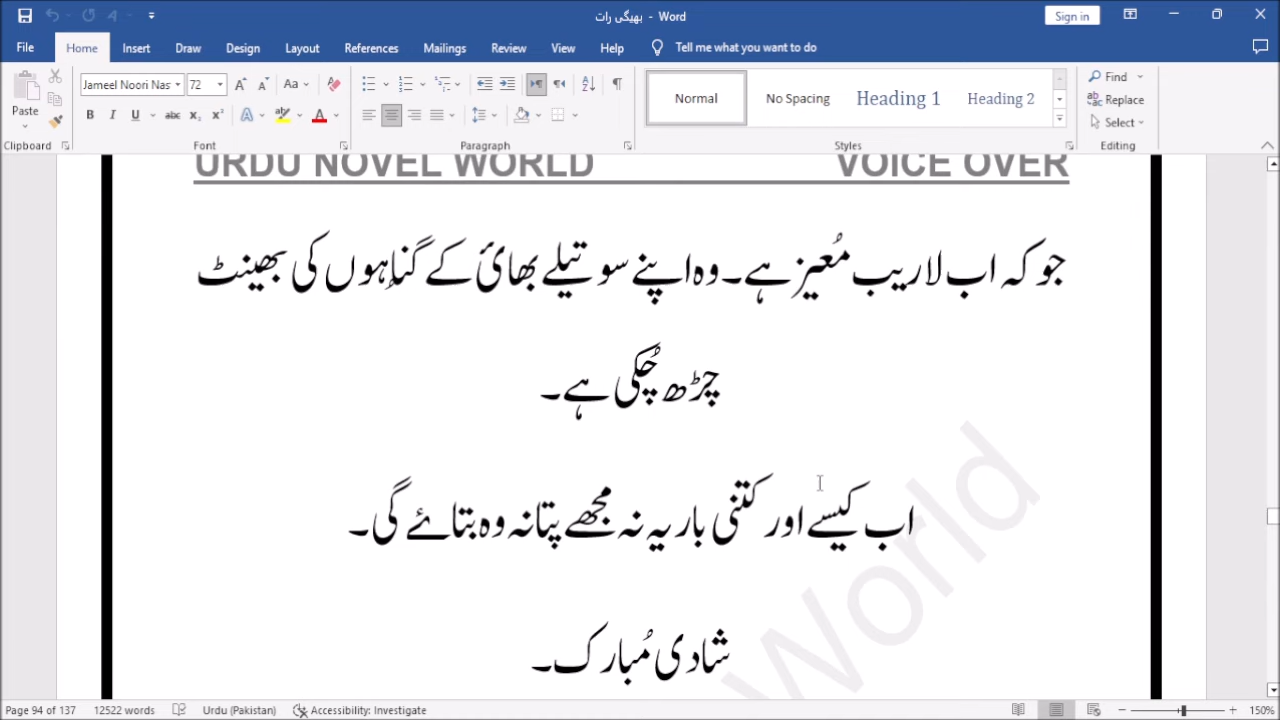 بھیگی رات - Word
Sign in
File Home Insert Draw Design Layout References Mailings Review View Help Tell me what you want to do
Paste
Clipboard
Jameel Noori Nas 72
Font
Paragraph
Normal No Spacing Heading 1 Heading 2
Styles
Find
Replace
Select
Editing
URDU NOVEL WORLD VOICE OVER
جو کہ اب لاریب مُعیز ہے۔ وہ اپنے سوتیلے بھائ کے گناہوں کی بھینٹ
چڑھ چُکی ہے۔
اب کیسے اور کتنی بار یہ نہ مجھے پتا نہ وہ بتاۓ گی۔
شادی مُبارک۔
World
Page 94 of 137 12522 words Urdu (Pakistan) Accessibility: Investigate 150%